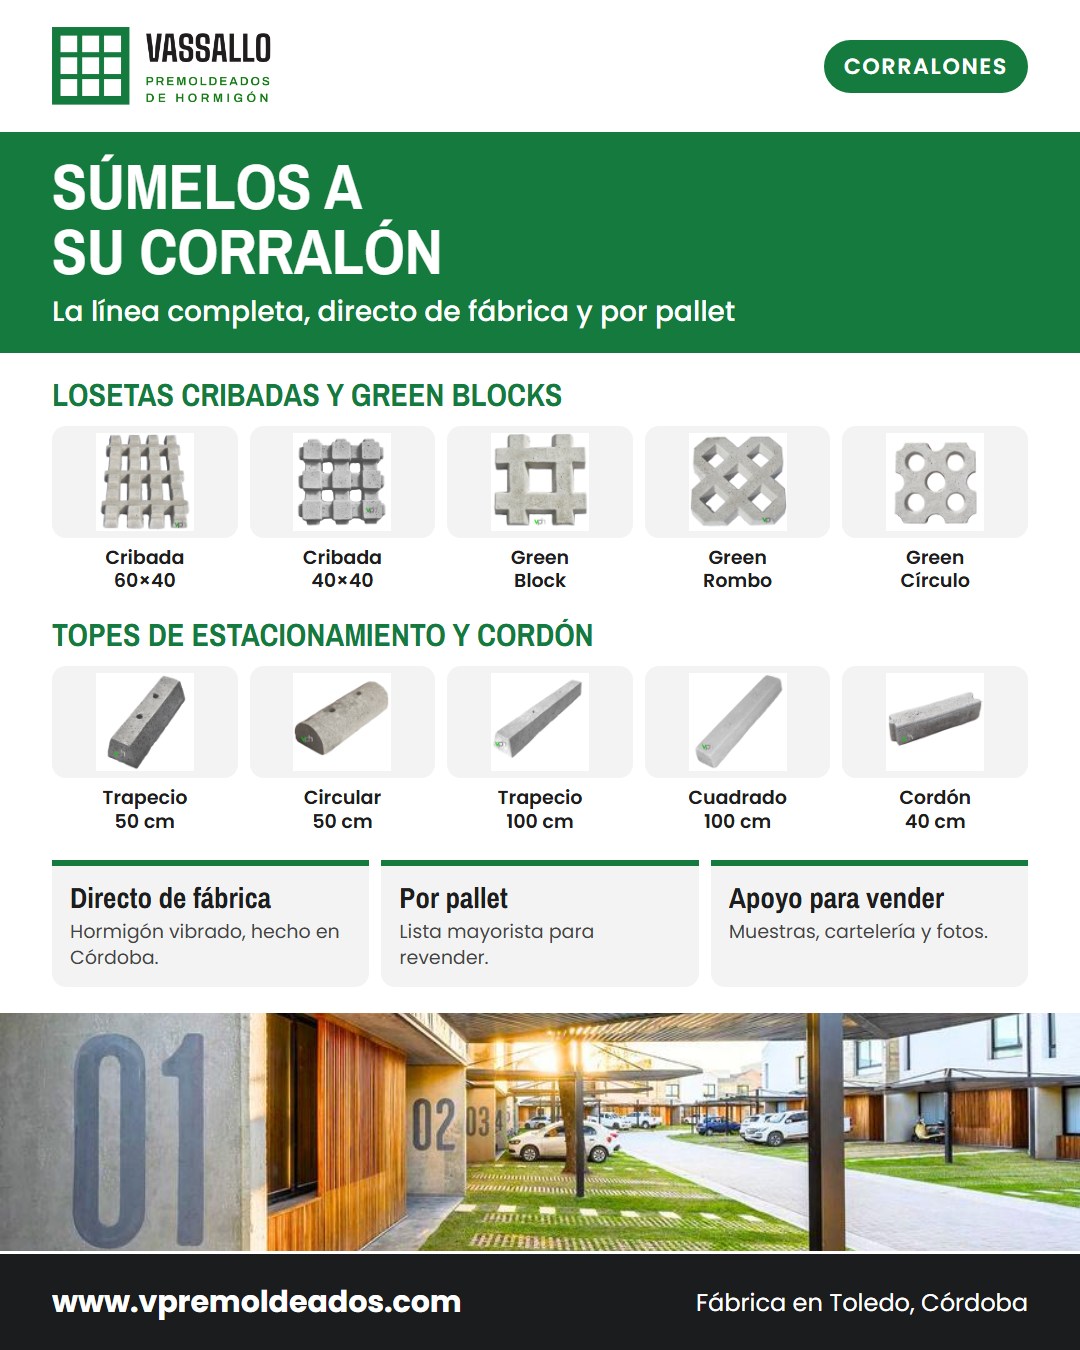 VASSALLO
PREMOLDEADOS
DE HORMIGÓN
CORRALONES
SÚMELOS A
SU CORRALÓN
La línea completa, directo de fábrica y por pallet
LOSETAS CRIBADAS Y GREEN BLOCKS
Cribada
60×40
Cribada
40×40
Green
Block
Green
Rombo
Green
Círculo
TOPES DE ESTACIONAMIENTO Y CORDÓN
Trapecio
50 cm
Circular
50 cm
Trapecio
100 cm
Cuadrado
100 cm
Cordón
40 cm
Directo de fábrica
Hormigón vibrado, hecho en
Córdoba.
Por pallet
Lista mayorista para
revender.
Apoyo para vender
Muestras, cartelería y fotos.
01
02
03
4
www.vpremoldeados.com
Fábrica en Toledo, Córdoba